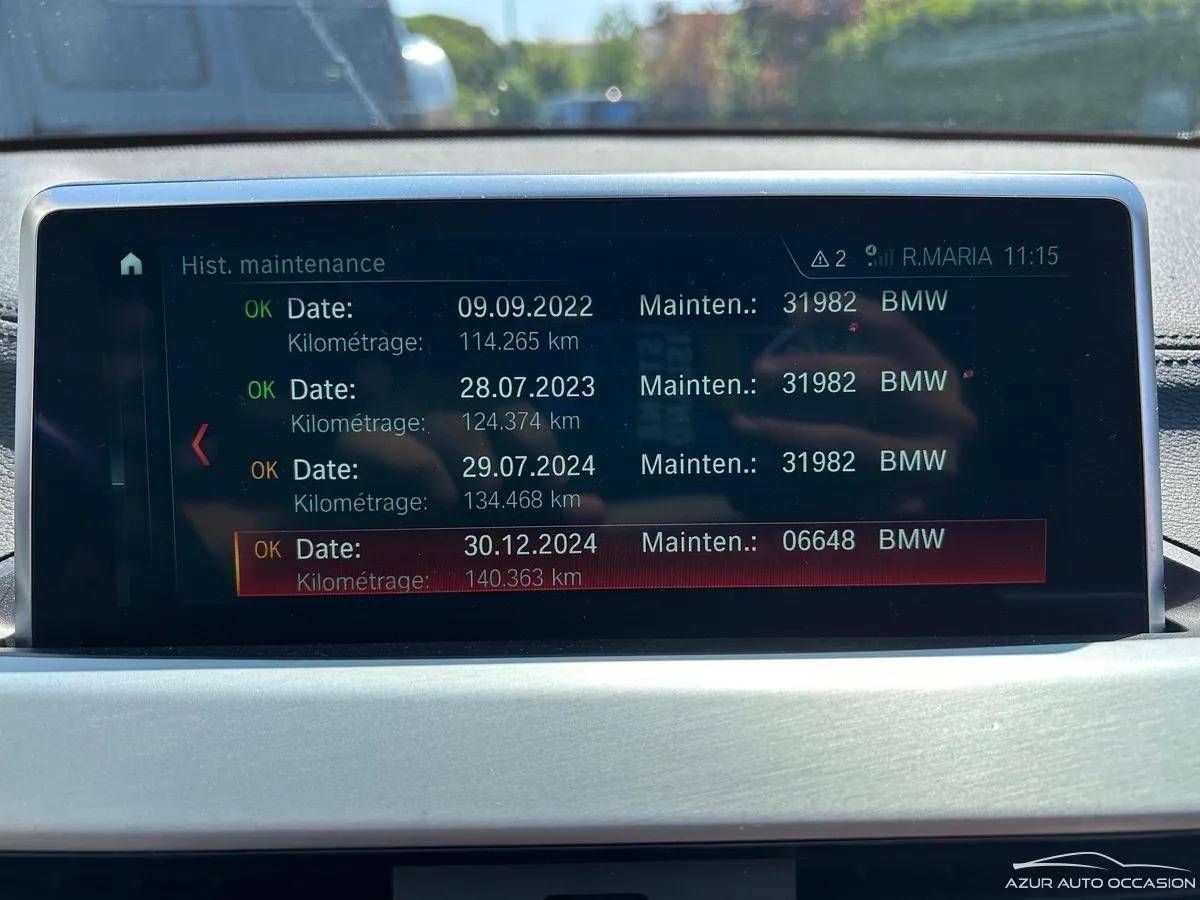 Hist. maintenance 2 R.MARIA 11:15
OK Date: 09.09.2022 Mainten.: 31982 BMW
Kilométrage: 114.265 km
OK Date: 28.07.2023 Mainten.: 31982 BMW
Kilométrage: 124.374 km
OK Date: 29.07.2024 Mainten.: 31982 BMW
Kilométrage: 134.468 km
OK Date: 30.12.2024 Mainten.: 06648 BMW
Kilométrage: 140.363 km
AZUR AUTO OCCASION